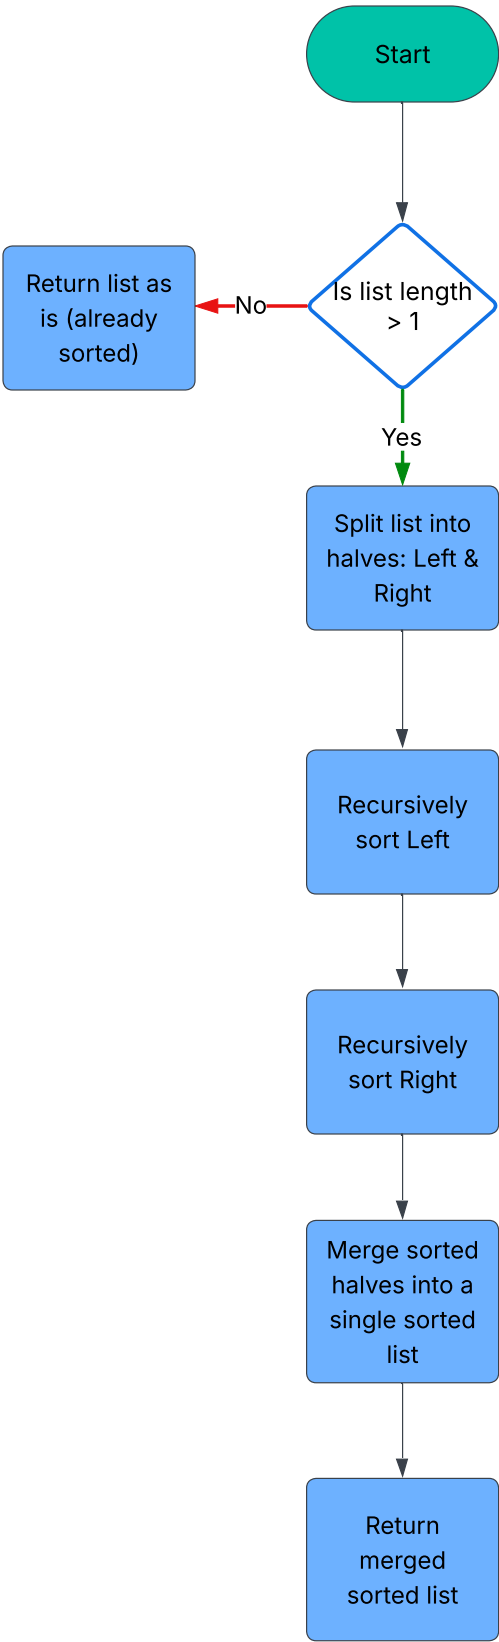 Start
Is list length
> 1
No
Return list as
is (already
sorted)
Yes
Split list into
halves: Left &
Right
Recursively
sort Left
Recursively
sort Right
Merge sorted
halves into a
single sorted
list
Return
merged
sorted list